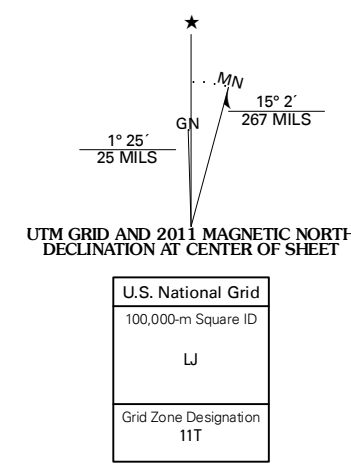 MN
GN
15° 2´
267 MILS
1° 25´
25 MILS
UTM GRID AND 2011 MAGNETIC NORTH
DECLINATION AT CENTER OF SHEET
U.S. National Grid
100,000-m Square ID
LJ
Grid Zone Designation
11T